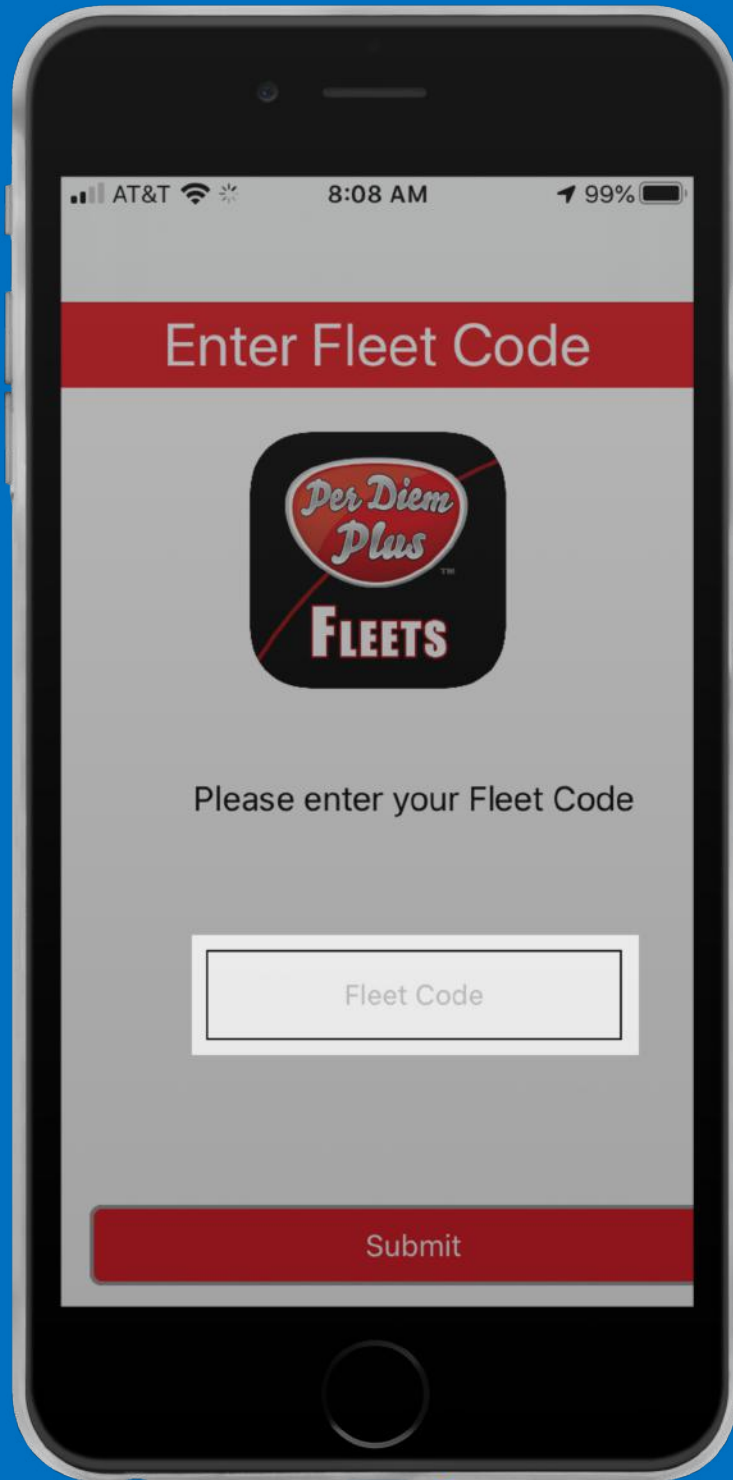 AT&T 8:08 AM 99%
Enter Fleet Code
Per Diem
Plus
TM
FLEETS
Please enter your Fleet Code
Fleet Code
Submit